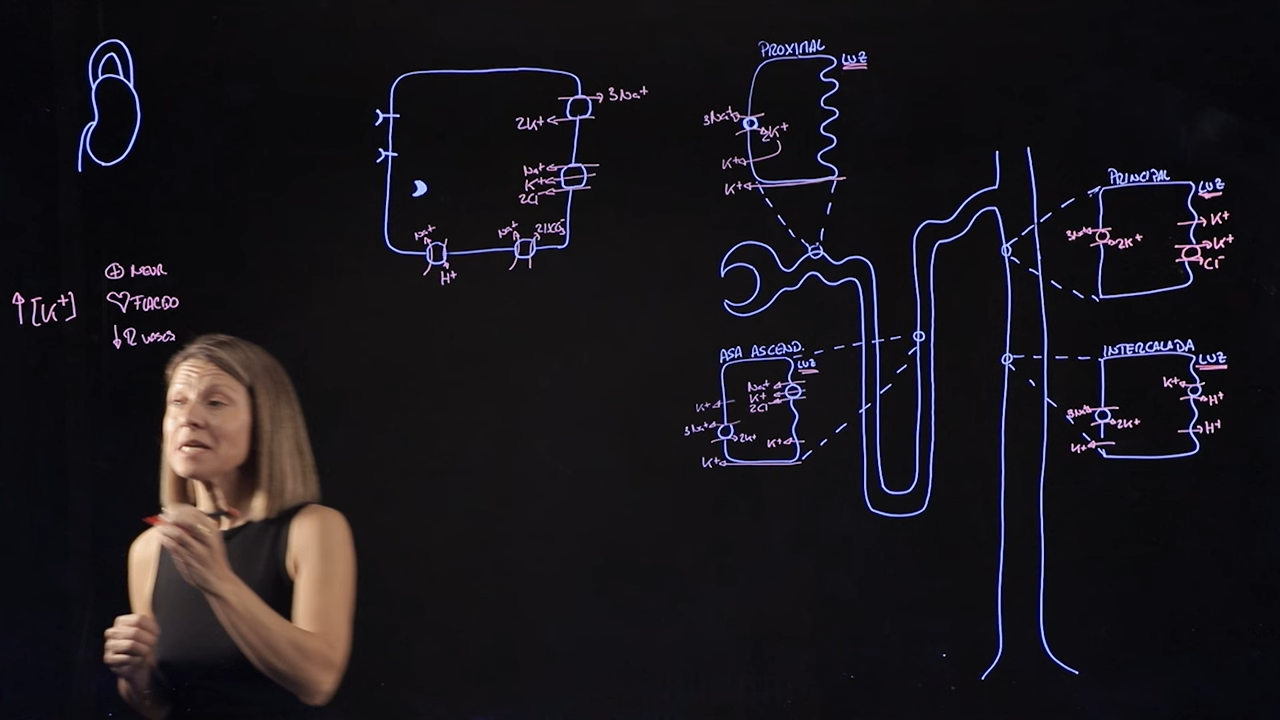 ↑[K⁺]
⊕ NEUR
♡ FLACIDO
↓ R VASOS
3Na⁺
2K⁺
Na⁺
K⁺
2Cl⁻
Na⁺
H⁺
Na⁺
2HCO₃⁻
PROXIMAL
LUZ
3Na⁺
2K⁺
K⁺
K⁺
ASA ASCEND.
LUZ
Na⁺
K⁺
2Cl⁻
K⁺
3Na⁺
2K⁺
K⁺
K⁺
PRINCIPAL
LUZ
3Na⁺
2K⁺
K⁺
K⁺
Cl⁻
INTERCALADA
LUZ
3Na⁺
2K⁺
K⁺
K⁺
H⁺
H⁺